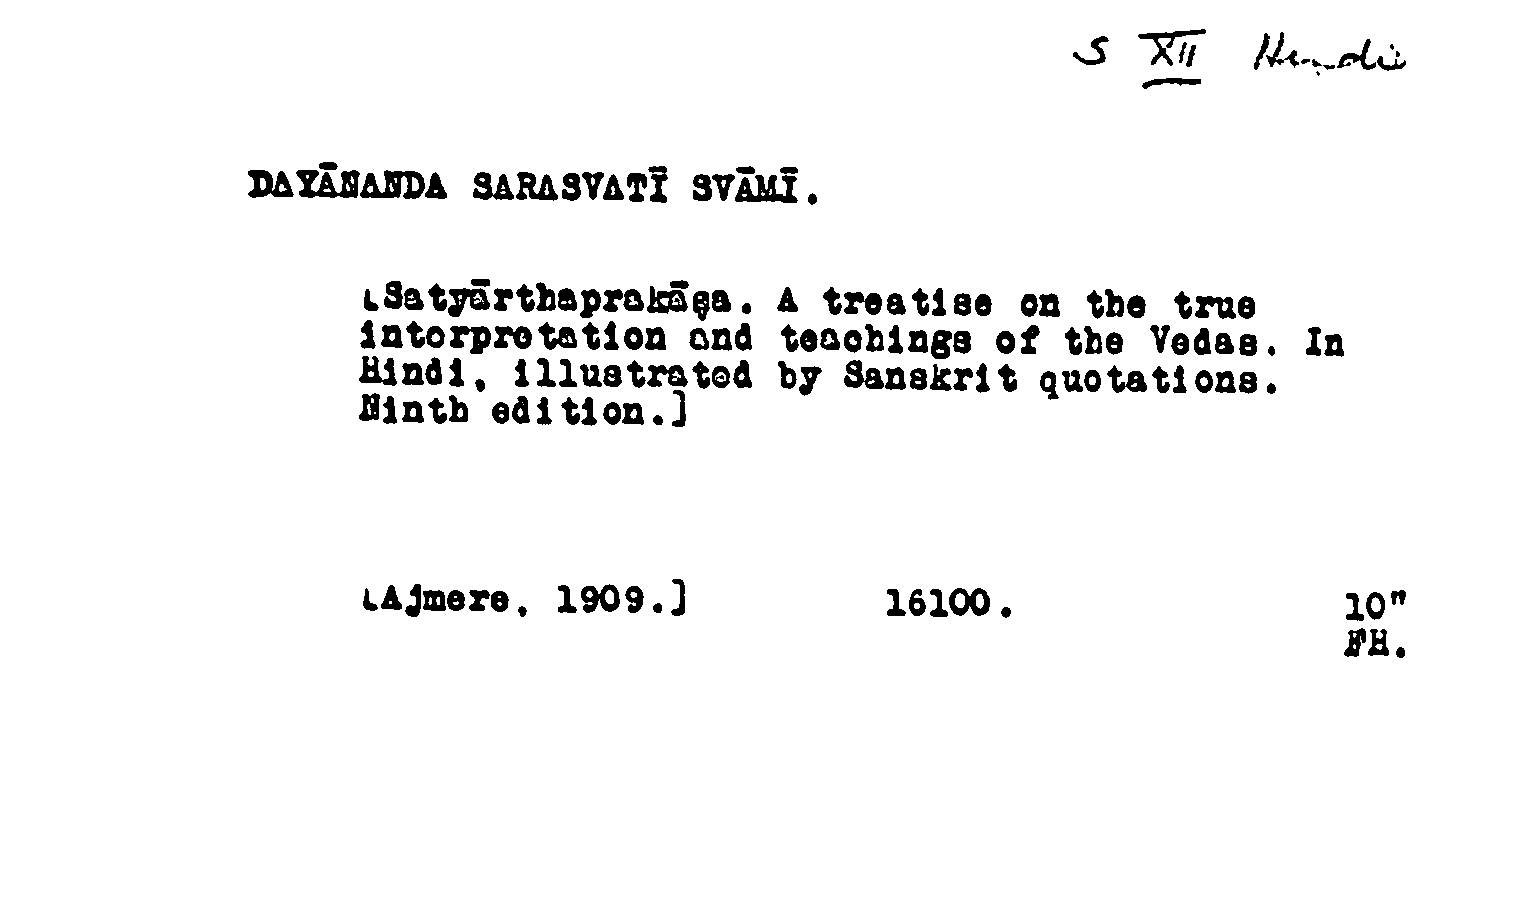 S XII Hindi
DAYĀNANDA SARASVATĪ SVĀMĪ.
[Satyārthaprakāṣa. A treatise on the true
interpretation and teachings of the Vedas. In
Hindi, illustrated by Sanskrit quotations.
Ninth edition.]
[Ajmere, 1909.] 16100. 10"
FH.